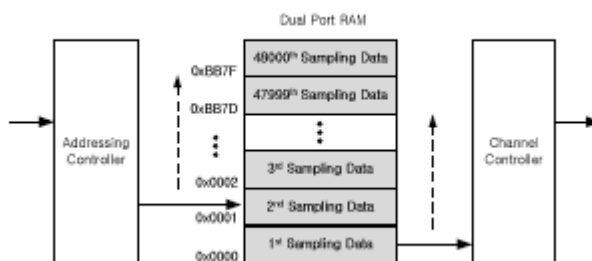 Dual Port RAM
48000th Sampling Data
0xBB7F
47999th Sampling Data
0xBB7D
Addressing
Controller
Channel
Controller
3rd Sampling Data
0x0002
2nd Sampling Data
0x0001
1st Sampling Data
0x0000